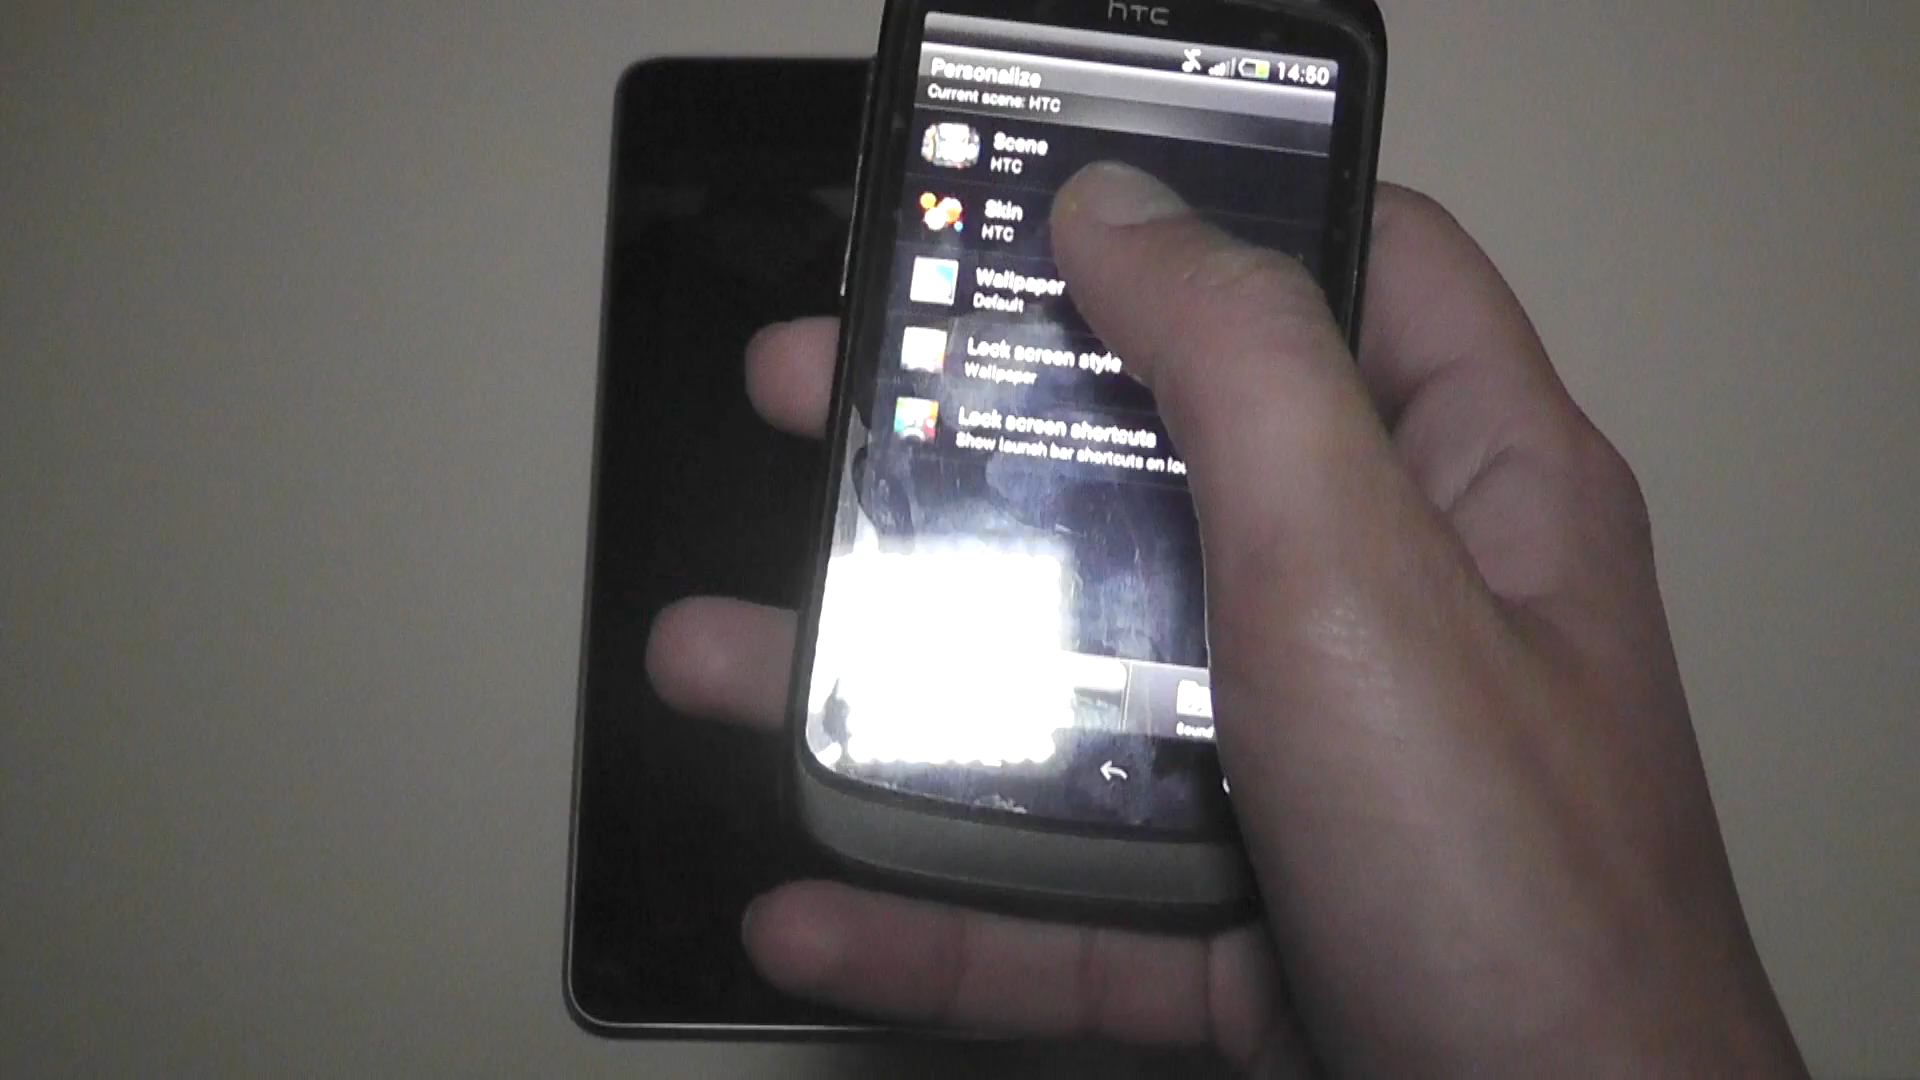 hTC
14:50
Personalize
Current scene: HTC
Scene
HTC
Skin
HTC
Wallpaper
Default
Lock screen style
Wallpaper
Lock screen shortcuts
Show launch bar shortcuts on
Sound